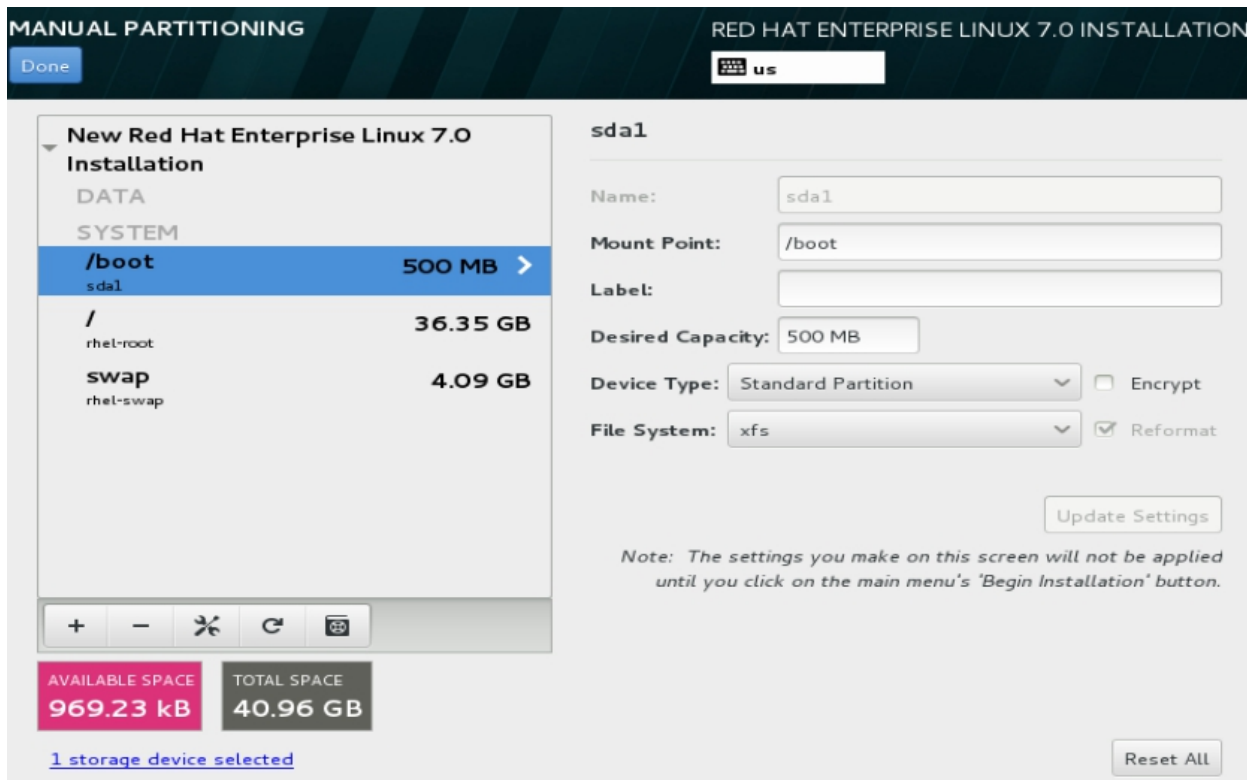 MANUAL PARTITIONING
RED HAT ENTERPRISE LINUX 7.0 INSTALLATION
Done
us
New Red Hat Enterprise Linux 7.0
Installation
DATA
SYSTEM
/boot 500 MB
sda1
/ 36.35 GB
rhel-root
swap 4.09 GB
rhel-swap
AVAILABLE SPACE
969.23 kB
TOTAL SPACE
40.96 GB
1 storage device selected
sda1
Name: sda1
Mount Point: /boot
Label:
Desired Capacity: 500 MB
Device Type: Standard Partition Encrypt
File System: xfs Reformat
Update Settings
Note: The settings you make on this screen will not be applied
until you click on the main menu's 'Begin Installation' button.
Reset All